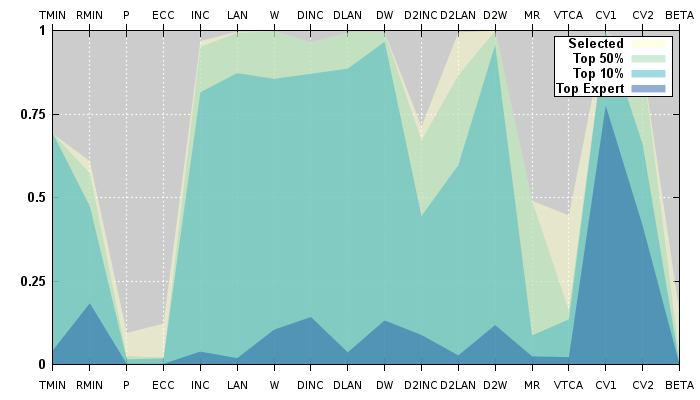 TMIN RMIN P ECC INC LAN W DINC DLAN DW D2INC D2LAN D2W MR VTCA CV1 CV2 BETA
1
Selected
Top 50%
Top 10%
Top Expert
0.75
0.5
0.25
0
TMIN RMIN P ECC INC LAN W DINC DLAN DW D2INC D2LAN D2W MR VTCA CV1 CV2 BETA